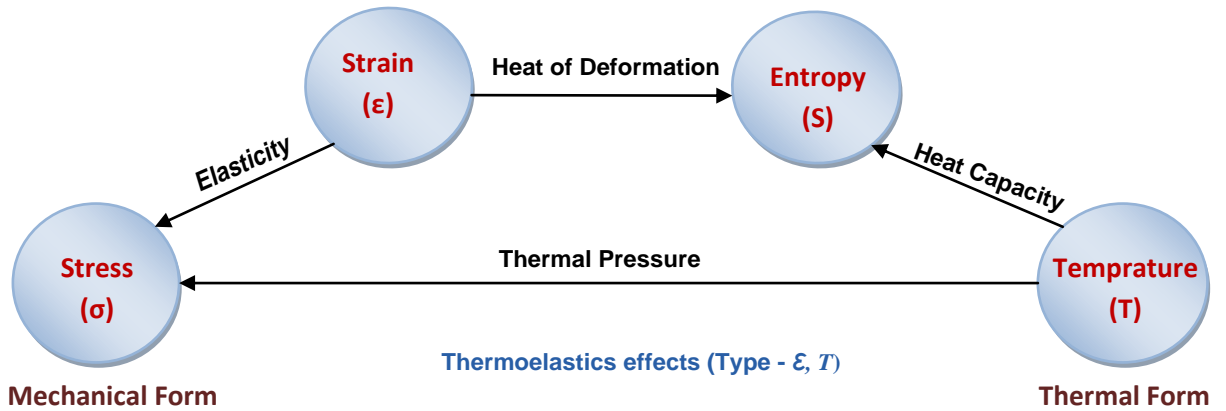 Strain
(ε)
Heat of Deformation
Entropy
(S)
Elasticity
Heat Capacity
Stress
(σ)
Thermal Pressure
Temprature
(T)
Thermoelastics effects (Type - Ɛ, T)
Mechanical Form
Thermal Form